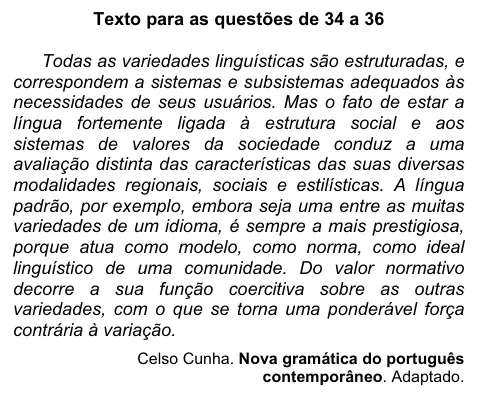 Texto para as questões de 34 a 36
Todas as variedades linguísticas são estruturadas, e
correspondem a sistemas e subsistemas adequados às
necessidades de seus usuários. Mas o fato de estar a
língua fortemente ligada à estrutura social e aos
sistemas de valores da sociedade conduz a uma
avaliação distinta das características das suas diversas
modalidades regionais, sociais e estilísticas. A língua
padrão, por exemplo, embora seja uma entre as muitas
variedades de um idioma, é sempre a mais prestigiosa,
porque atua como modelo, como norma, como ideal
linguístico de uma comunidade. Do valor normativo
decorre a sua função coercitiva sobre as outras
variedades, com o que se torna uma ponderável força
contrária à variação.
Celso Cunha. Nova gramática do português
contemporâneo. Adaptado.